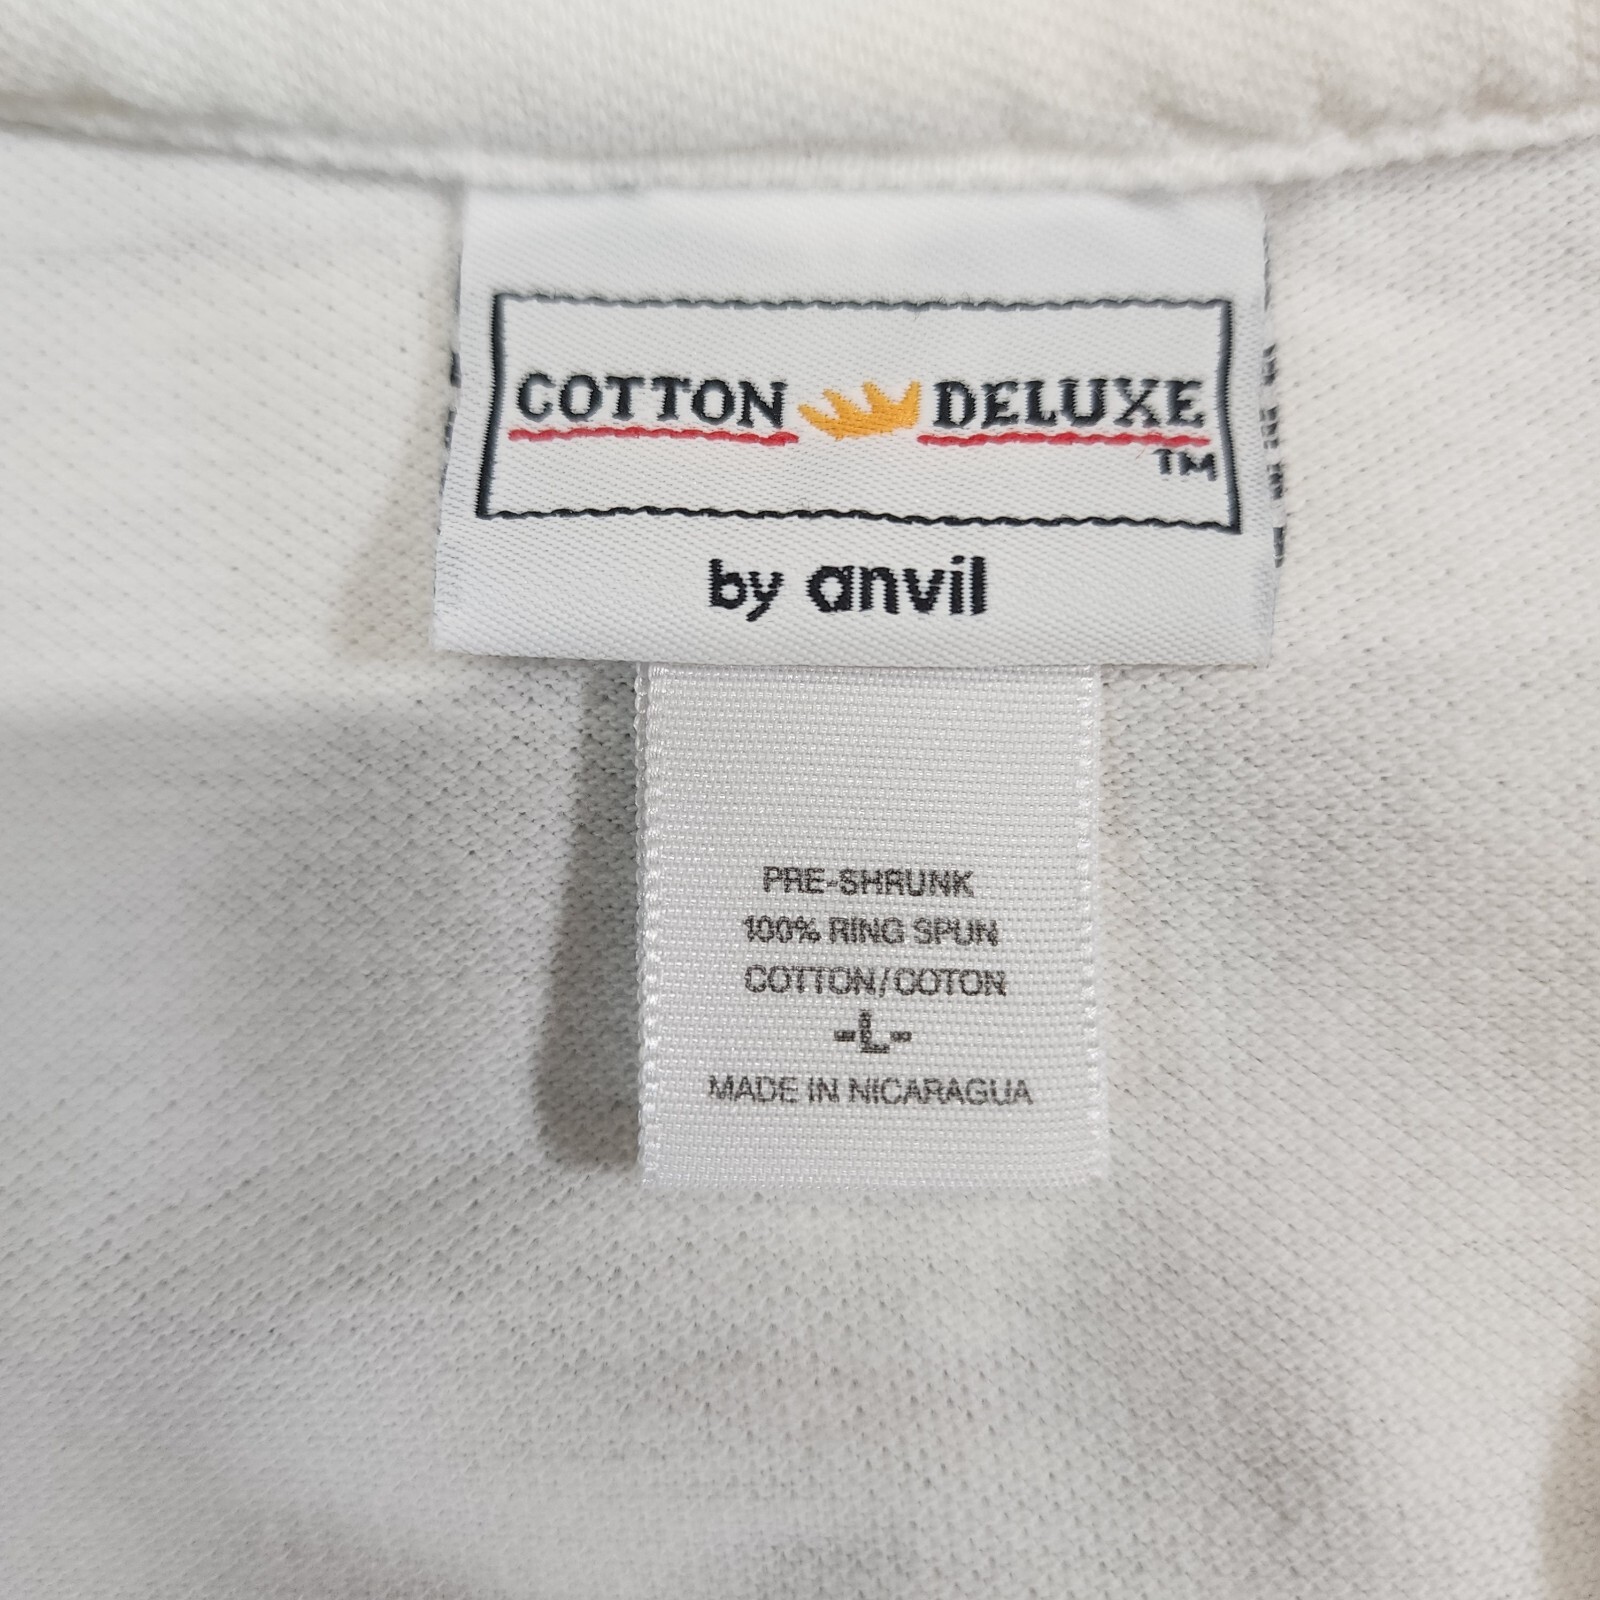 COTTON DELUXE
TM
by anvil
PRE-SHRUNK
100% RING SPUN
COTTON/COTON
-L-
MADE IN NICARAGUA